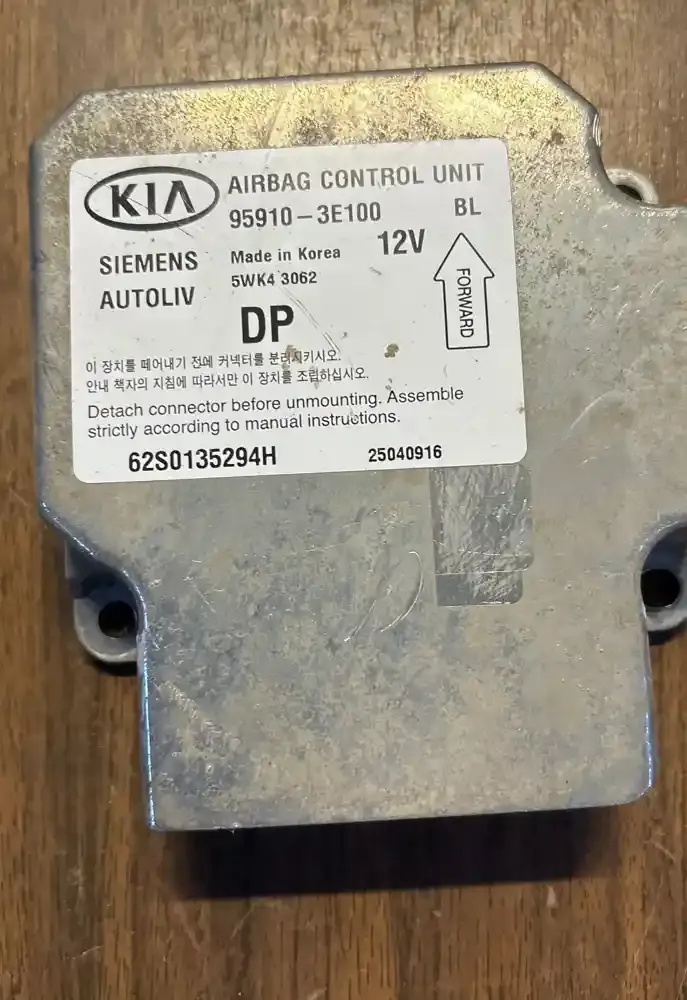 KIA AIRBAG CONTROL UNIT
95910-3E100 BL
SIEMENS
AUTOLIV
Made in Korea 12V
5WK4 3062
FORWARD
DP
이 장치를 떼어내기 전에 커넥터를 분리시키시오.
안내 책자의 지침에 따라서만 이 장치를 조립하십시오.
Detach connector before unmounting. Assemble
strictly according to manual instructions.
62S0135294H 25040916